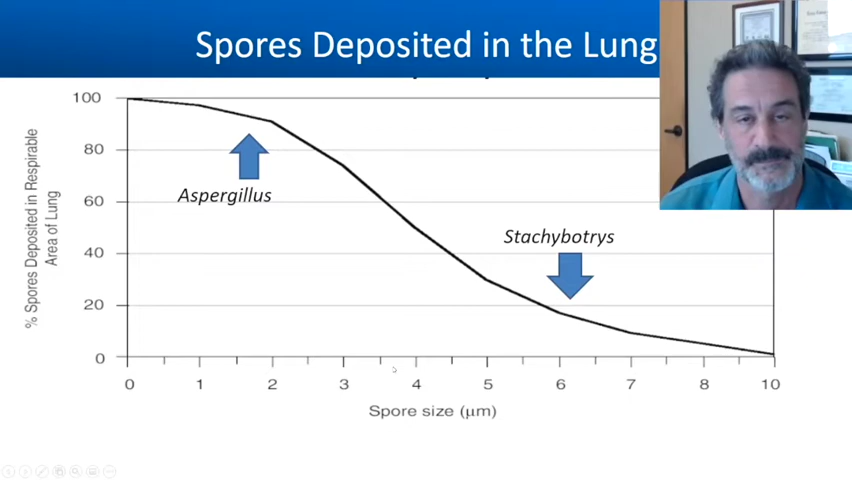 Spores Deposited in the Lung
100
80
60
40
20
0
% Spores Deposited in Respirable
Area of Lung
Aspergillus
Stachybotrys
0 1 2 3 4 5 6 7 8 10
Spore size (μm)